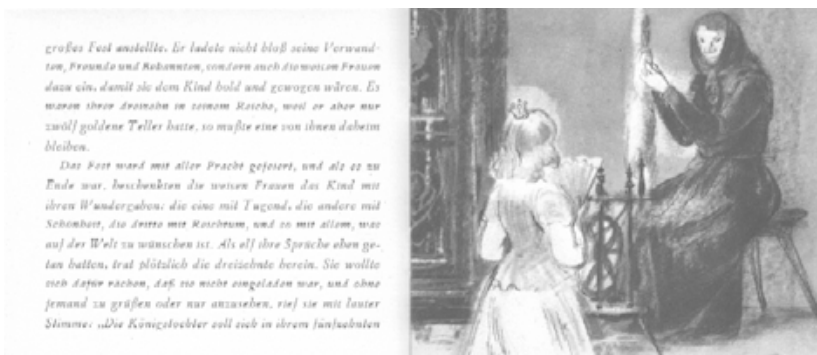 großes Fest anstellte. Er ladete nicht bloß seine Verwand-
ten, Freunde und Bekannten, sondern auch die weisen Frauen
dazu ein, damit sie dem Kind hold und gewogen wären. Es
waren ihrer dreizehn in seinem Reiche, weil er aber nur
zwölf goldene Teller hatte, so mußte eine von ihnen daheim
bleiben.
Das Fest ward mit aller Pracht gefeiert, und als es zu
Ende war, beschenkten die weisen Frauen das Kind mit
ihren Wundergaben: die eine mit Tugend, die andere mit
Schönheit, die dritte mit Reichtum, und so mit allem, was
auf der Welt zu wünschen ist. Als elf ihre Sprüche eben ge-
tan hatten, trat plötzlich die dreizehnte herein. Sie wollte
sich dafür rächen, daß sie nicht eingeladen war, und ohne
jemand zu grüßen oder nur anzusehen, rief sie mit lauter
Stimme: „Die Königstochter soll sich in ihrem fünfzehnten